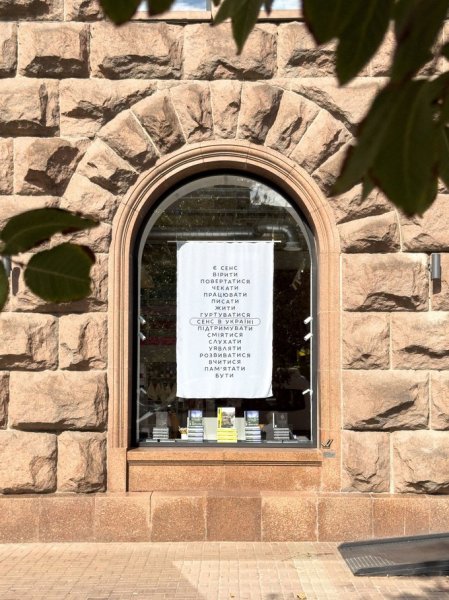 Є СЕНС
ВІРИТИ
ПОВЕРТАТИСЯ
ЧЕКАТИ
ПРАЦЮВАТИ
ПИСАТИ
ЖИТИ
ГУРТУВАТИСЯ
СЕНС В УКРАЇНІ
ПІДТРИМУВАТИ
СМІЯТИСЯ
СЛУХАТИ
УЯВЛЯТИ
РОЗВИВАТИСЯ
ВЧИТИСЯ
ПАМ'ЯТАТИ
БУТИ